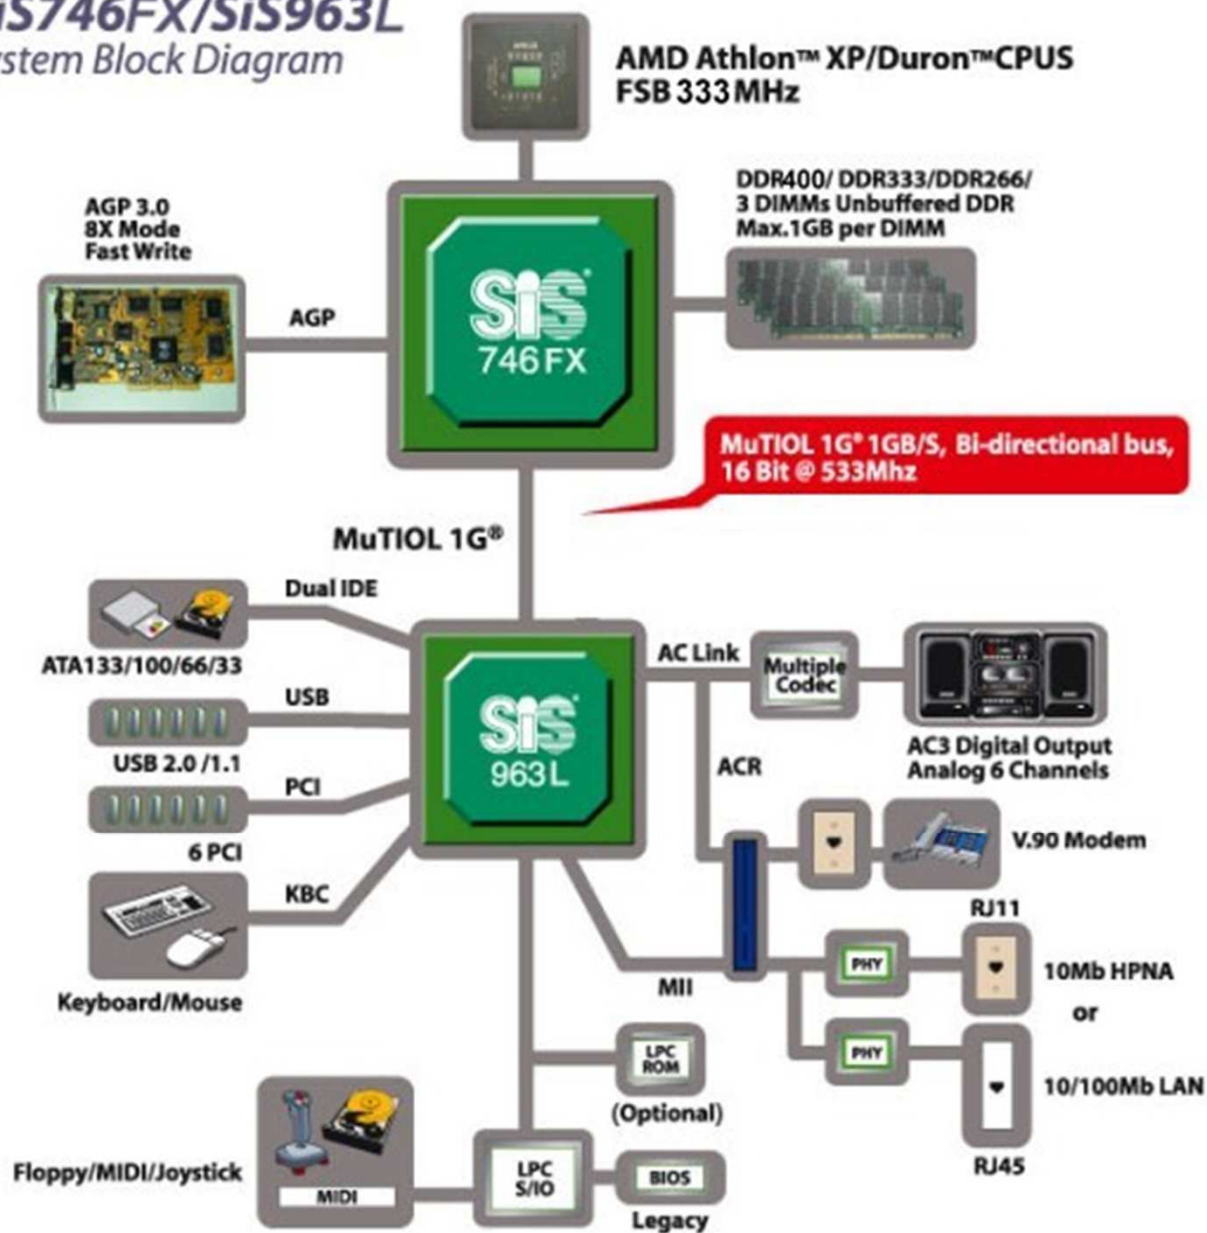 iS746FX/SiS963L
stem Block Diagram
AMD Athlon™ XP/Duron™CPUS
FSB 333MHz
AGP 3.0
8X Mode
Fast Write
DDR400/ DDR333/DDR266/
3 DIMMs Unbuffered DDR
Max.1GB per DIMM
AGP
SiS
746FX
MuTIOL 1G® 1GB/S, Bi-directional bus,
16 Bit @ 533Mhz
MuTIOL 1G®
Dual IDE
ATA133/100/66/33
USB
USB 2.0 /1.1
PCI
6 PCI
KBC
Keyboard/Mouse
SiS
963L
AC Link
Multiple
Codec
AC3 Digital Output
Analog 6 Channels
ACR
V.90 Modem
RJ11
MII
PHY
10Mb HPNA
or
PHY
10/100Mb LAN
RJ45
LPC
ROM
(Optional)
Floppy/MIDI/Joystick
MIDI
LPC
S/IO
BIOS
Legacy